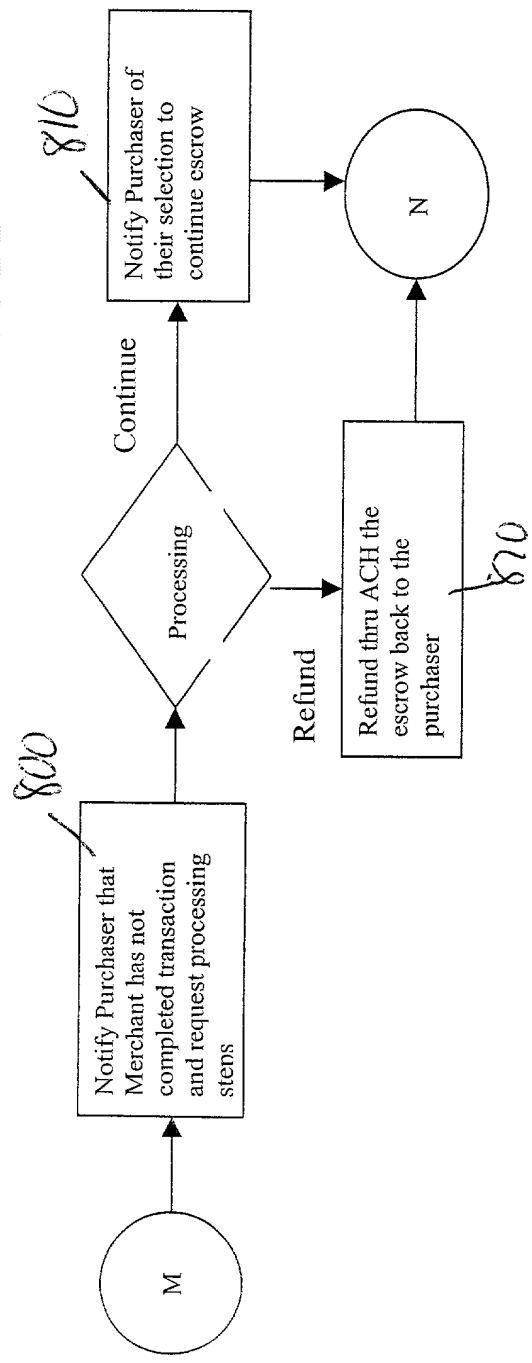 M
800
Notify Purchaser that
Merchant has not
completed transaction
and request processing
steps
Processing
Continue
810
Notify Purchaser of
their selection to
continue escrow
Refund
Refund thru ACH the
escrow back to the
purchaser
820
N